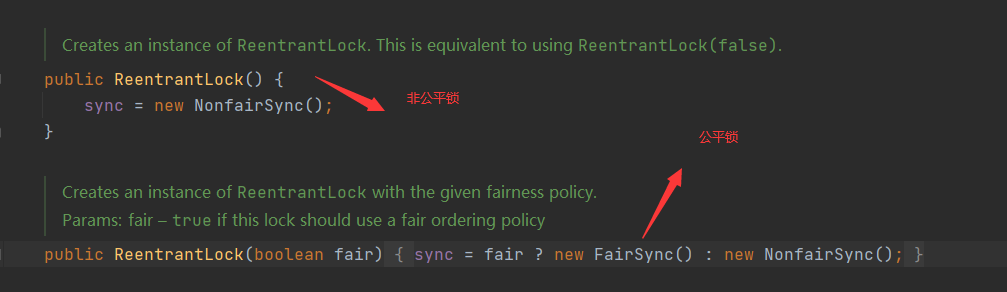 Creates an instance of ReentrantLock. This is equivalent to using ReentrantLock(false).
public ReentrantLock() {
非公平锁
sync = new NonfairSync();
}
公平锁
Creates an instance of ReentrantLock with the given fairness policy.
Params: fair – true if this lock should use a fair ordering policy
public ReentrantLock(boolean fair) { sync = fair ? new FairSync() : new NonfairSync(); }